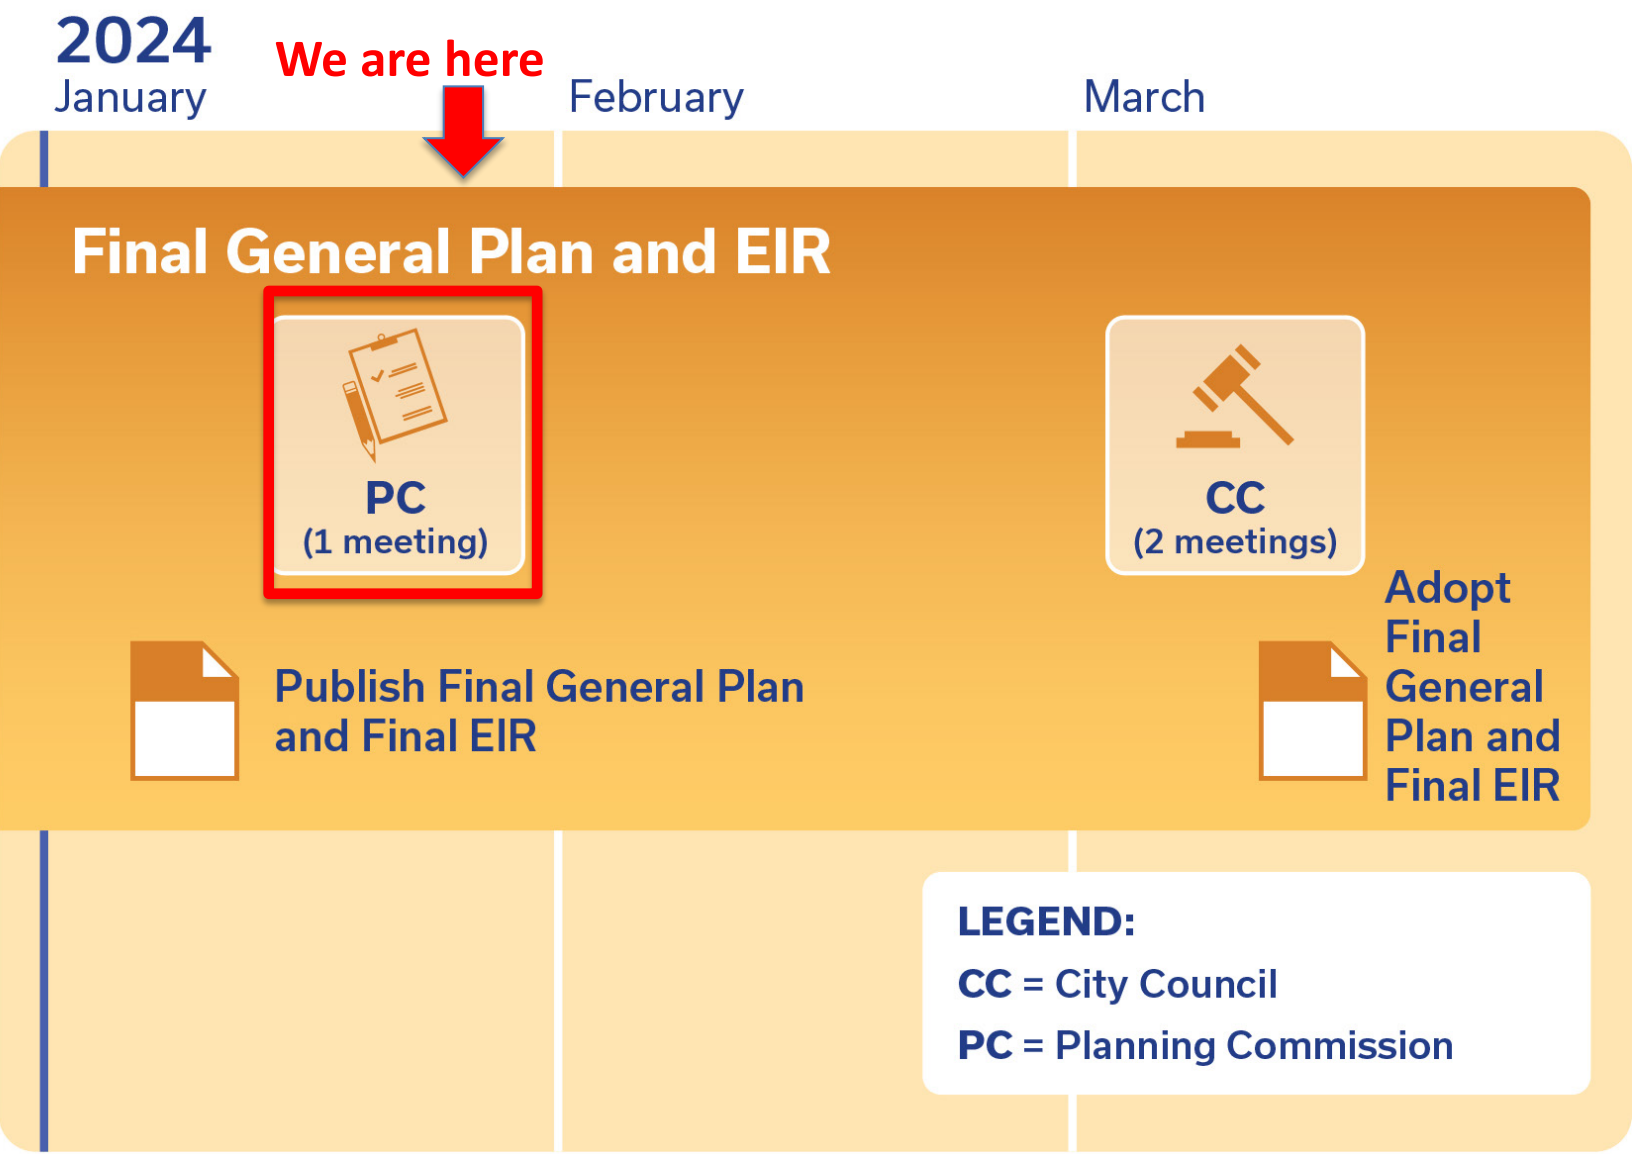 2024
We are here
January
February
March
Final General Plan and EIR
PC
(1 meeting)
CC
(2 meetings)
Publish Final General Plan
and Final EIR
Adopt
Final
General
Plan and
Final EIR
LEGEND:
CC = City Council
PC = Planning Commission